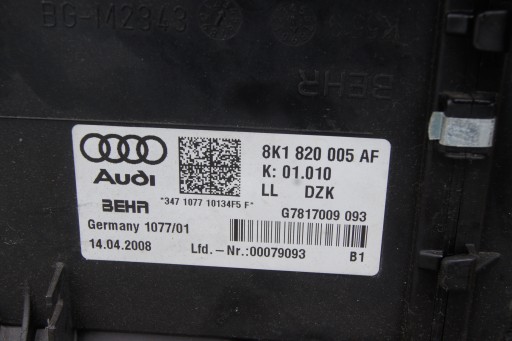 BG-M2343
BEHR
Audi
BEHR
8K1 820 005 AF
K: 01.010
LL DZK
*347 1077 10134F5 F*
G7817009 093
Germany 1077/01
14.04.2008
Lfd.-Nr.:00079093
B1